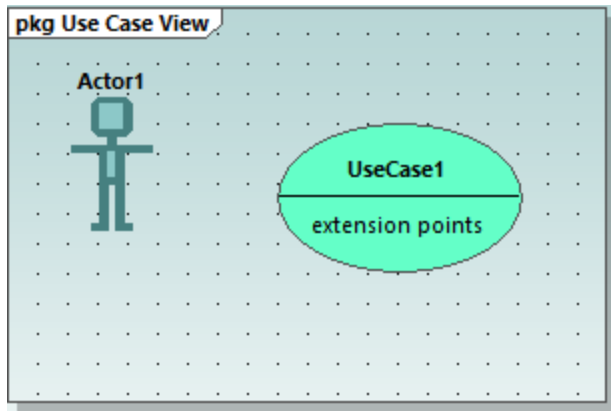 pkg Use Case View
Actor1
UseCase1
extension points